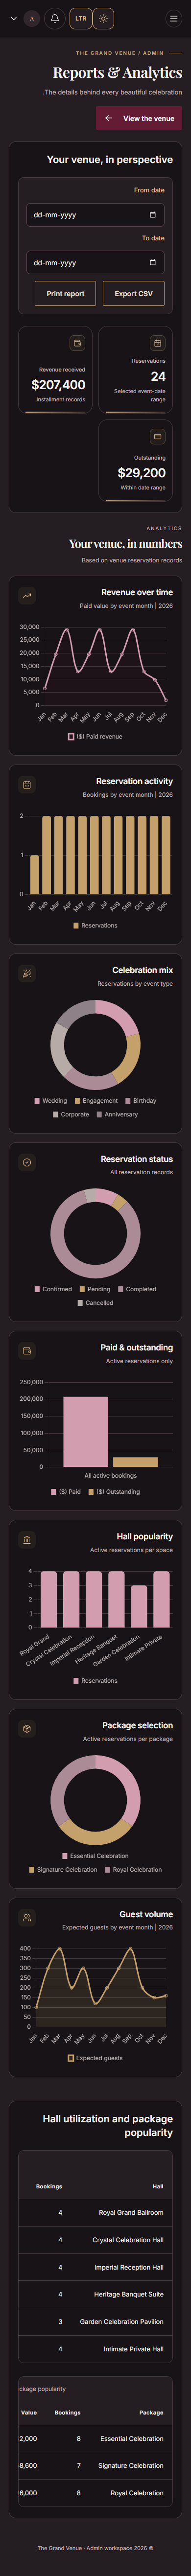 A
LTR
THE GRAND VENUE / ADMIN
Reports & Analytics
.The details behind every beautiful celebration
View the venue
Your venue, in perspective
From date
dd-mm-yyyy
To date
dd-mm-yyyy
Print report
Export CSV
Revenue received
$207,400
Installment records
Reservations
24
Selected event-date
range
Outstanding
$29,200
Within date range
ANALYTICS
Your venue, in numbers
Based on venue reservation records
Revenue over time
Paid value by event month | 2026
30,000
25,000
20,000
15,000
10,000
5,000
0
Jan Feb Mar Apr May Jun Jul Aug Sep Oct Nov Dec
($) Paid revenue
Reservation activity
Bookings by event month | 2026
2
1
0
Jan Feb Mar Apr May Jun Jul Aug Sep Oct Nov Dec
Reservations
Celebration mix
Reservations by event type
Wedding Engagement Birthday
Corporate Anniversary
Reservation status
All reservation records
Confirmed Pending Completed
Cancelled
Paid & outstanding
Active reservations only
250,000
200,000
150,000
100,000
50,000
0
All active bookings
($) Paid ($) Outstanding
Hall popularity
Active reservations per space
4
3
2
1
0
Royal Grand Crystal Celebration Imperial Reception Heritage Banquet Garden Celebration Intimate Private
Reservations
Package selection
Active reservations per package
Essential Celebration
Signature Celebration Royal Celebration
Guest volume
Expected guests by event month | 2026
400
350
300
250
200
150
100
50
0
Jan Feb Mar Apr May Jun Jul Aug Sep Oct Nov Dec
Expected guests
Hall utilization and package
popularity
Bookings Hall
4 Royal Grand Ballroom
4 Crystal Celebration Hall
4 Imperial Reception Hall
4 Heritage Banquet Suite
3 Garden Celebration Pavilion
4 Intimate Private Hall
popularity
Value Bookings Package
8 Essential Celebration
7 Signature Celebration
8 Royal Celebration
The Grand Venue · Admin workspace 2026 ©